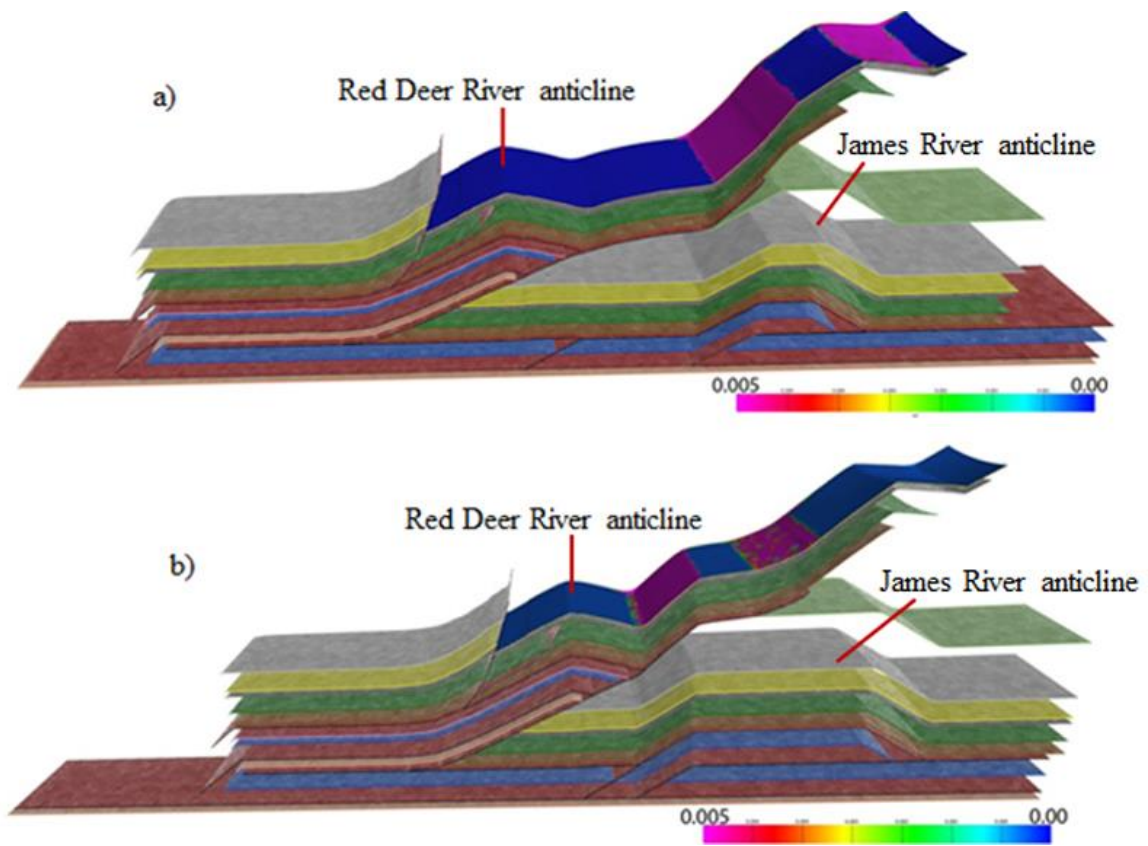 a)
Red Deer River anticline
James River anticline
0.005
0.00
Red Deer River anticline
b)
James River anticline
0.005
0.00